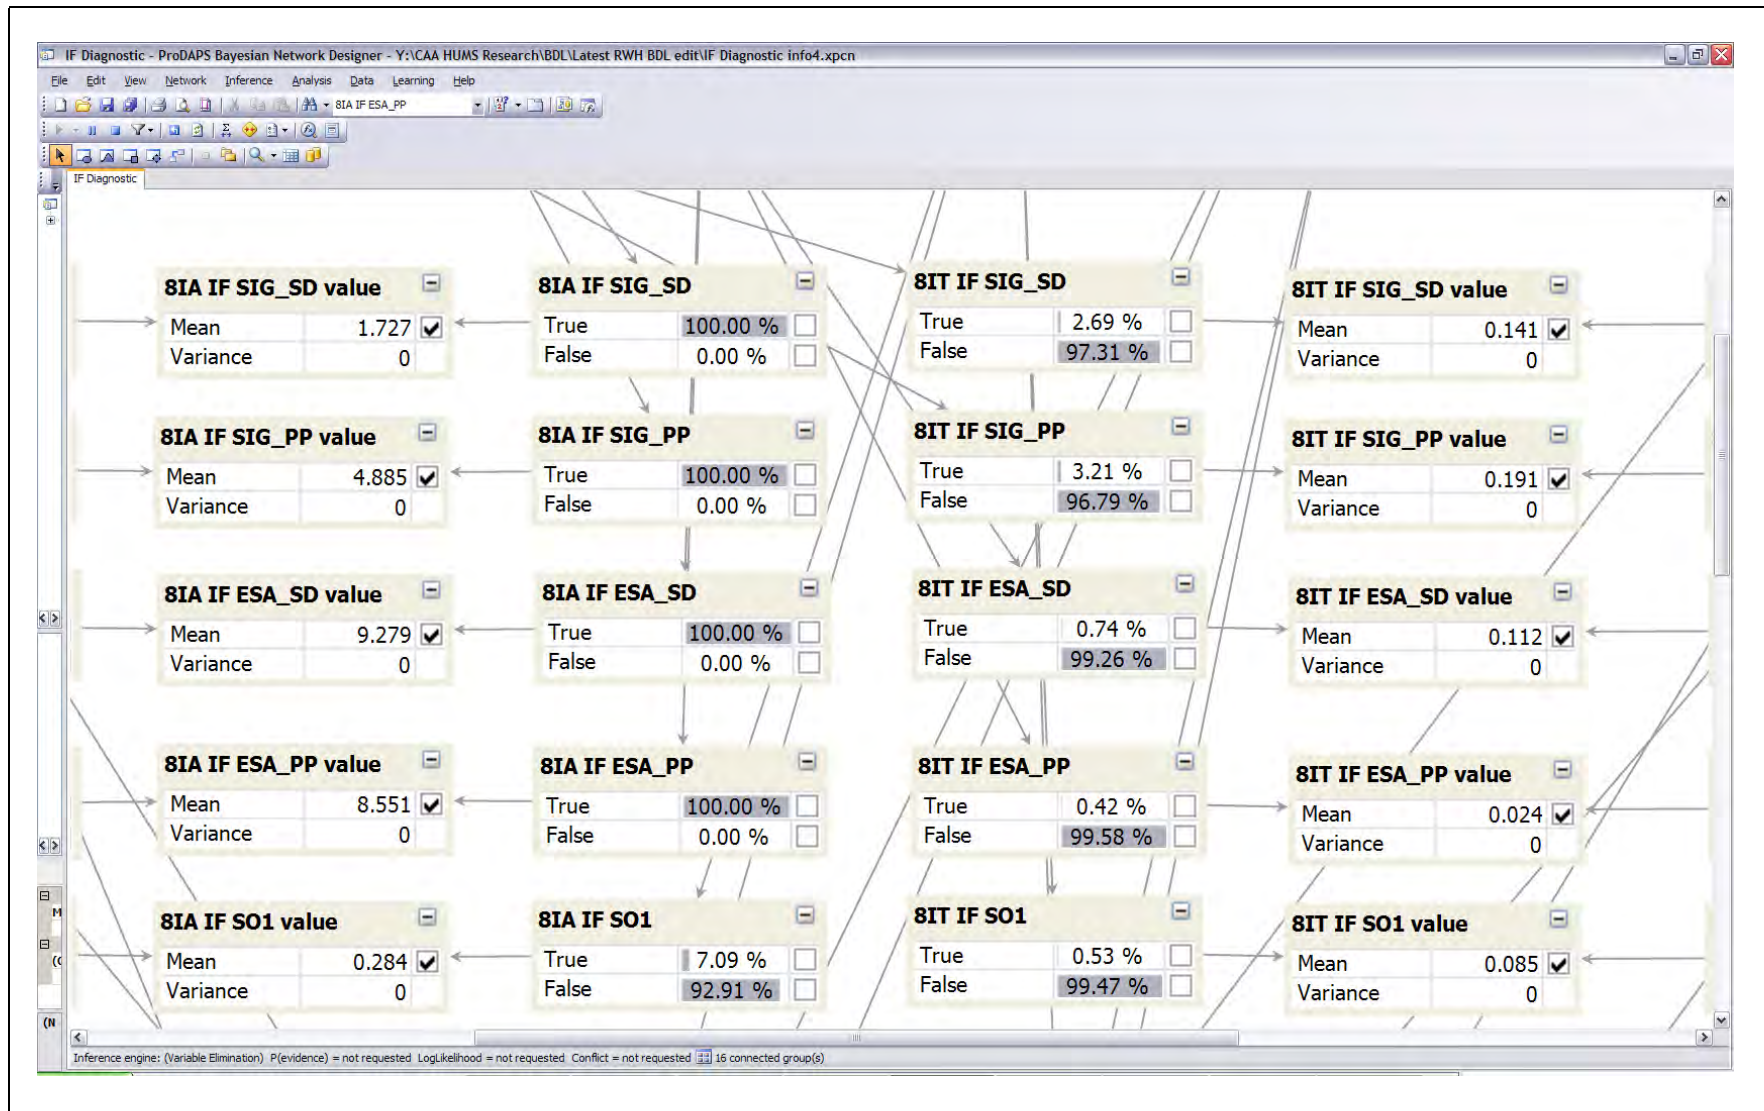 IF Diagnostic - ProDAPS Bayesian Network Designer - Y:\CAA HUMS Research\BDL\Latest RWH BDL edit\IF Diagnostic info4.xpcn
File Edit View Network Inference Analysis Data Learning Help
8IA IF ESA_PP
IF Diagnostic
8IA IF SIG_SD value
Mean 1.727
Variance 0
8IA IF SIG_SD
True 100.00 %
False 0.00 %
8IT IF SIG_SD
True 2.69 %
False 97.31 %
8IT IF SIG_SD value
Mean 0.141
Variance 0
8IA IF SIG_PP value
Mean 4.885
Variance 0
8IA IF SIG_PP
True 100.00 %
False 0.00 %
8IT IF SIG_PP
True 3.21 %
False 96.79 %
8IT IF SIG_PP value
Mean 0.191
Variance 0
8IA IF ESA_SD value
Mean 9.279
Variance 0
8IA IF ESA_SD
True 100.00 %
False 0.00 %
8IT IF ESA_SD
True 0.74 %
False 99.26 %
8IT IF ESA_SD value
Mean 0.112
Variance 0
8IA IF ESA_PP value
Mean 8.551
Variance 0
8IA IF ESA_PP
True 100.00 %
False 0.00 %
8IT IF ESA_PP
True 0.42 %
False 99.58 %
8IT IF ESA_PP value
Mean 0.024
Variance 0
8IA IF SO1 value
Mean 0.284
Variance 0
8IA IF SO1
True 7.09 %
False 92.91 %
8IT IF SO1
True 0.53 %
False 99.47 %
8IT IF SO1 value
Mean 0.085
Variance 0
M
(N
Inference engine: (Variable Elimination) P(evidence) = not requested LogLikelihood = not requested Conflict = not requested 16 connected group(s)